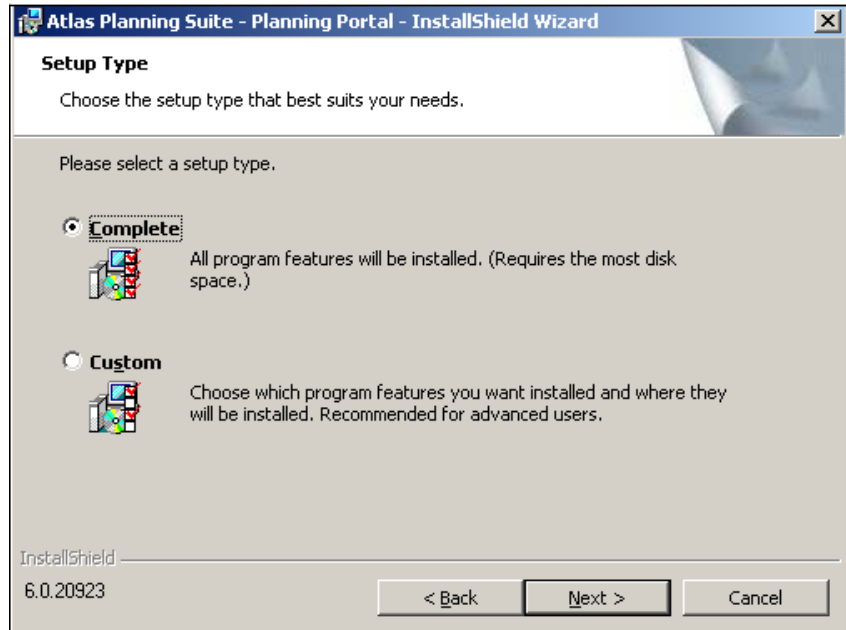 Atlas Planning Suite - Planning Portal - InstallShield Wizard
Setup Type
Choose the setup type that best suits your needs.
Please select a setup type.
Complete
All program features will be installed. (Requires the most disk
space.)
Custom
Choose which program features you want installed and where they
will be installed. Recommended for advanced users.
InstallShield
6.0.20923
< Back
Next >
Cancel